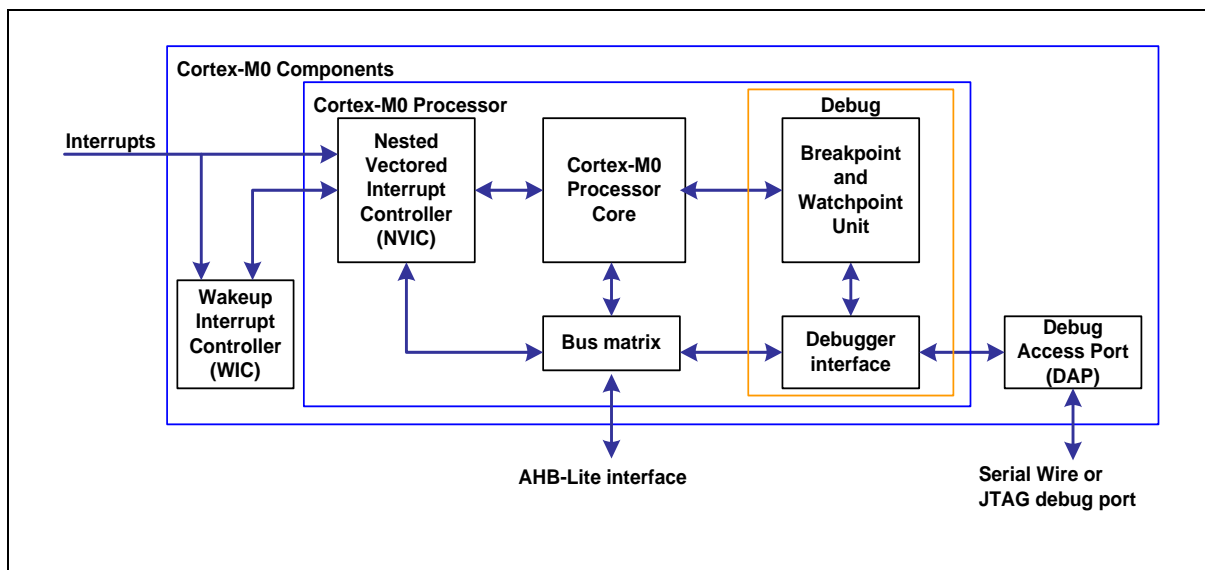 Cortex-M0 Components
Cortex-M0 Processor
Debug
Interrupts
Nested
Vectored
Interrupt
Controller
(NVIC)
Cortex-M0
Processor
Core
Breakpoint
and
Watchpoint
Unit
Wakeup
Interrupt
Controller
(WIC)
Bus matrix
Debugger
interface
Debug
Access Port
(DAP)
AHB-Lite interface
Serial Wire or
JTAG debug port